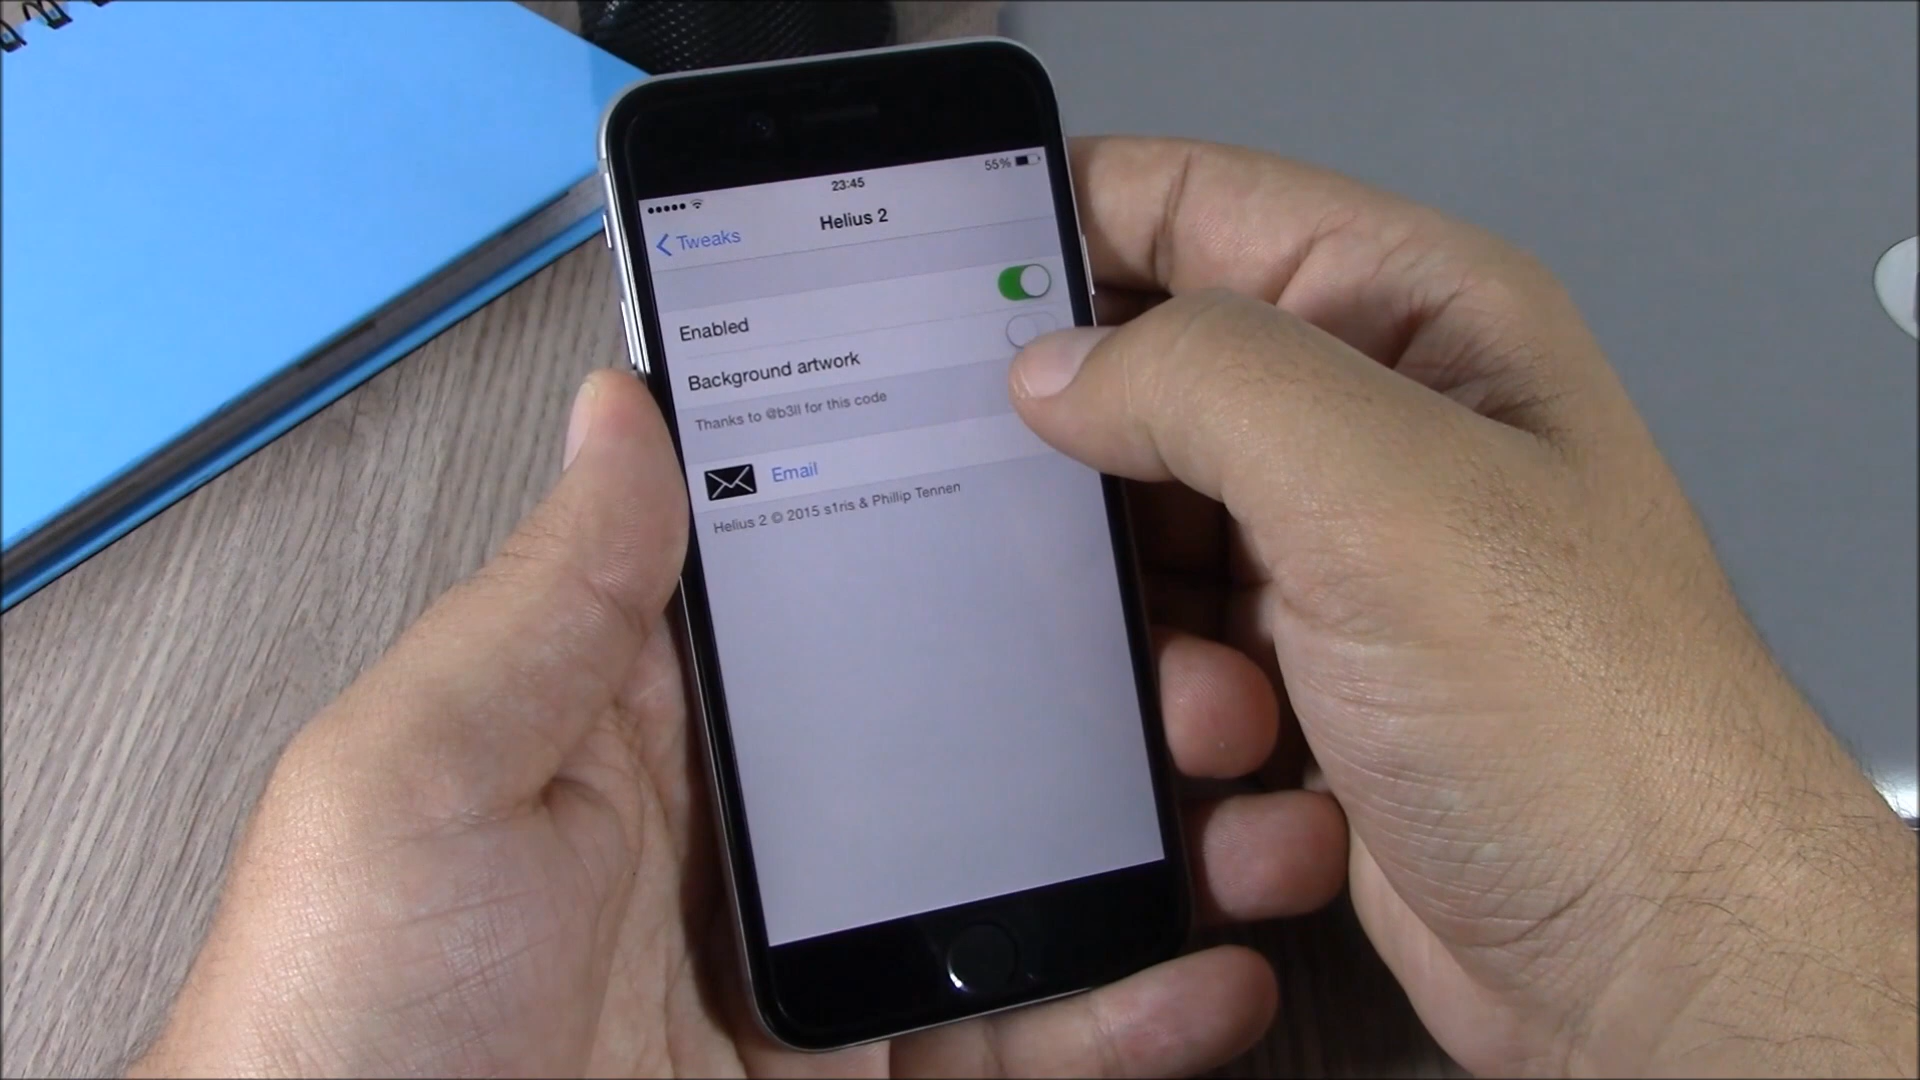 55%
23:45
Tweaks
Helius 2
Enabled
Background artwork
Thanks to @b3ll for this code
Email
Helius 2 © 2015 s1ris & Phillip Tennen